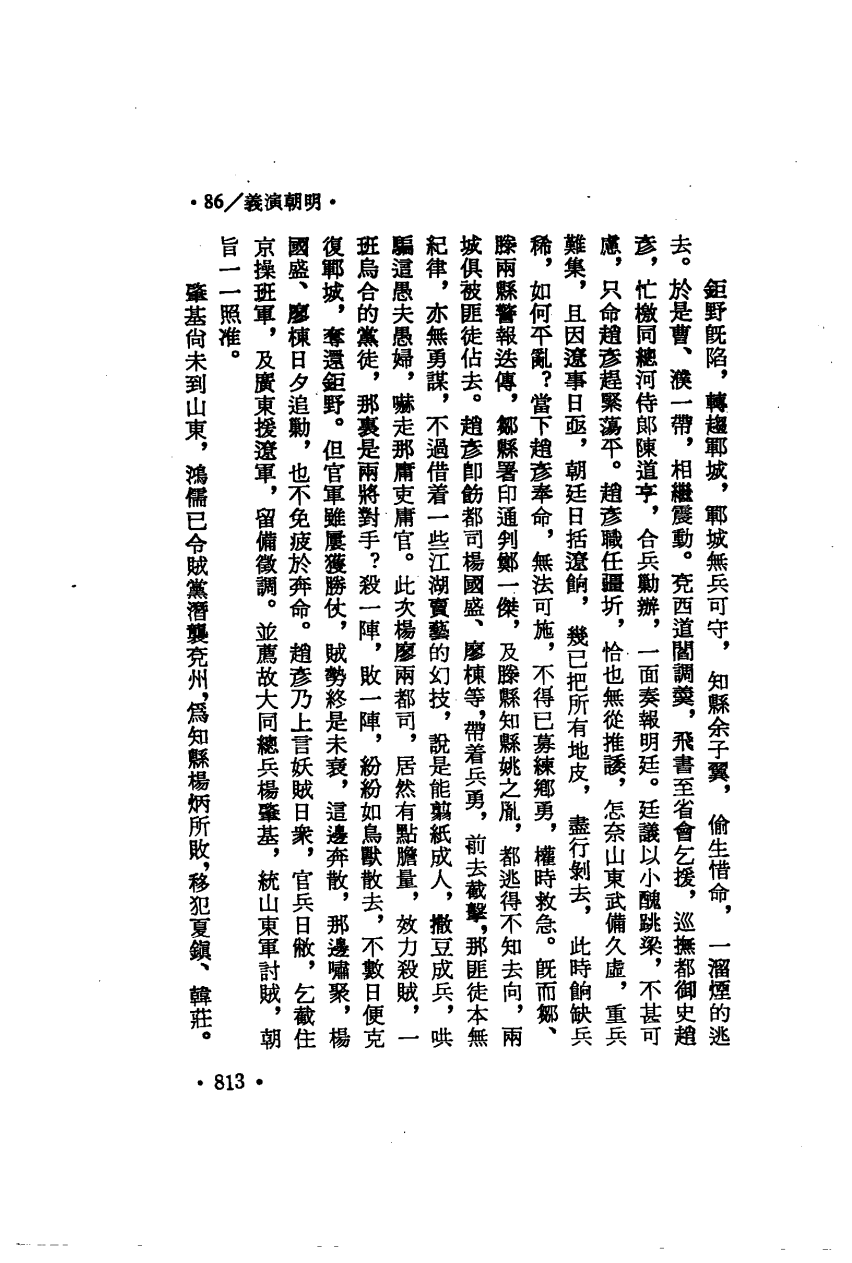 ·86／義演朝明·
鉅野既陷，轉趨鄆城，鄆城無兵可守，知縣余子翼，偷生惜命，一溜煙的逃
去。於是曹、濮一帶，相繼震動。兗西道閻調羹，飛書至省會乞援，巡撫都御史趙
彥，忙檄同總河侍郎陳道亨，合兵勦辦，一面奏報明廷。廷議以小醜跳梁，不甚可
慮，只命趙彥趕緊蕩平。趙彥職任疆圻，恰也無從推諉，怎奈山東武備久虛，重兵
難集，且因遼事日亟，朝廷日括遼餉，幾已把所有地皮，盡行剝去，此時餉缺兵
稀，如何平亂？當下趙彥奉命，無法可施，不得已募練鄉勇，權時救急。既而鄒、
滕兩縣警報迭傳，鄒縣署印通判鄭一傑，及滕縣知縣姚之胤，都逃得不知去向，兩
城俱被匪徒佔去。趙彥卽飭都司楊國盛、廖棟等，帶着兵勇，前去截擊，那匪徒本無
紀律，亦無勇謀，不過借着一些江湖賣藝的幻技，說是能翦紙成人，撒豆成兵，哄
騙這愚夫愚婦，嚇走那庸吏庸官。此次楊廖兩都司，居然有點膽量，效力殺賊，一
班烏合的黨徒，那裏是兩將對手？殺一陣，敗一陣，紛紛如鳥獸散去，不數日便克
復鄆城，奪還鉅野。但官軍雖屢獲勝仗，賊勢終是未衰，這邊奔散，那邊嘯聚，楊
國盛、廖棟日夕追勦，也不免疲於奔命。趙彥乃上言妖賊日衆，官兵日敝，乞截住
京操班軍，及廣東援遼軍，留備徵調。並薦故大同總兵楊肇基，統山東軍討賊，朝
旨一一照准。
肇基尙未到山東，鴻儒已令賊黨潛襲兗州，爲知縣楊炳所敗，移犯夏鎭、韓莊。
·813·